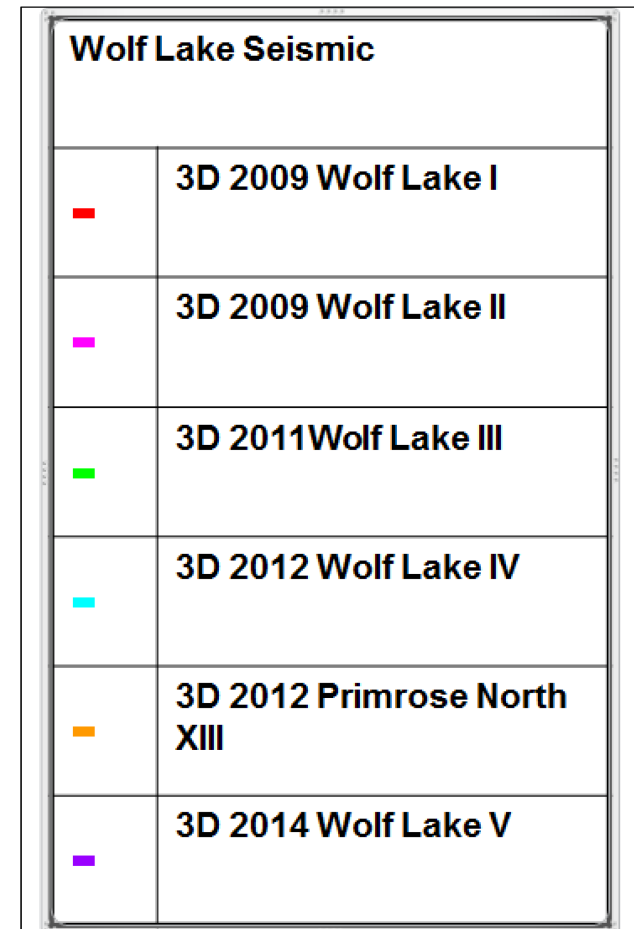 Wolf Lake Seismic
3D 2009 Wolf Lake I
3D 2009 Wolf Lake II
3D 2011Wolf Lake III
3D 2012 Wolf Lake IV
3D 2012 Primrose North
XIII
3D 2014 Wolf Lake V